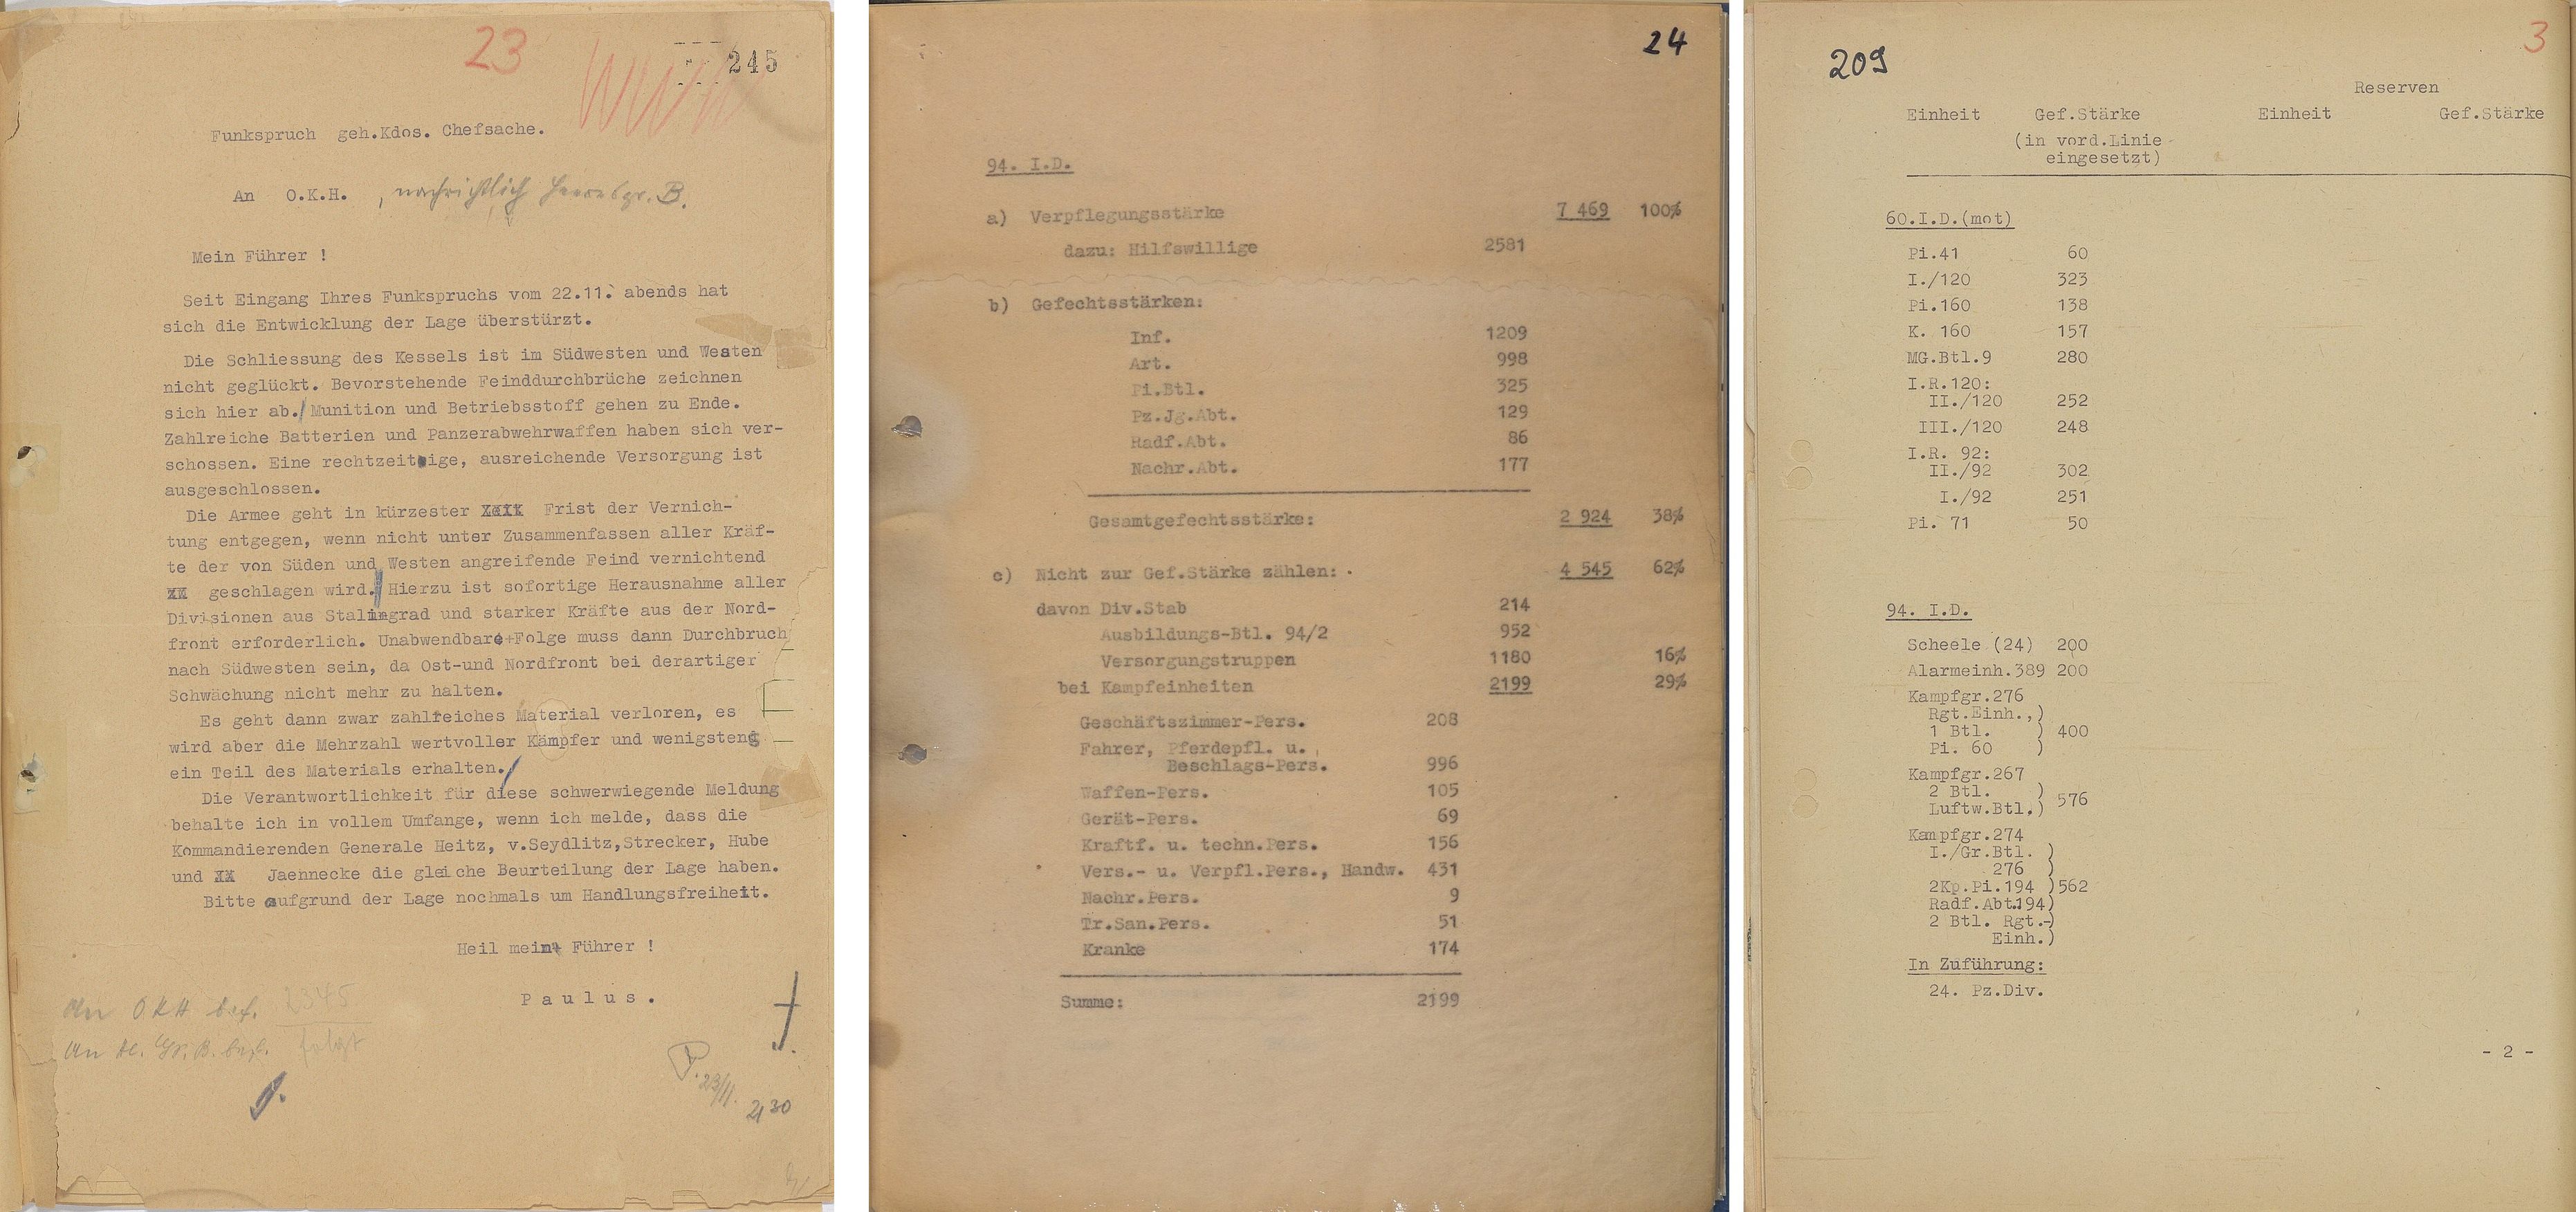 23
245
Funkspruch geh.Kdos. Chefsache.
An O.K.H. , nachrichtlich Heeresgr. B.
Mein Führer !
Seit Eingang Ihres Funkspruchs vom 22.11. abends hat
sich die Entwicklung der Lage überstürzt.
Die Schliessung des Kessels ist im Südwesten und Westen
nicht geglückt. Bevorstehende Feinddurchbrüche zeichnen
sich hier ab./ Munition und Betriebsstoff gehen zu Ende.
Zahlreiche Batterien und Panzerabwehrwaffen haben sich ver-
schossen. Eine rechtzeitige, ausreichende Versorgung ist
ausgeschlossen.
Die Armee geht in kürzester Frist der Vernich-
tung entgegen, wenn nicht unter Zusammenfassen aller Kräf-
te der von Süden und Westen angreifende Feind vernichtend
XX geschlagen wird. Hierzu ist sofortige Herausnahme aller
Divisionen aus Stalingrad und starker Kräfte aus der Nord-
front erforderlich. Unabwendbare Folge muss dann Durchbruch
nach Südwesten sein, da Ost-und Nordfront bei derartiger
Schwächung nicht mehr zu halten.
Es geht dann zwar zahlreiches Material verloren, es
wird aber die Mehrzahl wertvoller Kämpfer und wenigstens
ein Teil des Materials erhalten./
Die Verantwortlichkeit für diese schwerwiegende Meldung
behalte ich in vollem Umfange, wenn ich melde, dass die
Kommandierenden Generale Heitz, v.Seydlitz,Strecker, Hube
und XX Jaennecke die gleiche Beurteilung der Lage haben.
Bitte aufgrund der Lage nochmals um Handlungsfreiheit.
Heil mein Führer !
P a u l u s .
An OKH bef. 2345
An He. Gr. B. bef. folgt
P. 23/11.
2130
24
94. I.D.
a) Verpflegungsstärke 7 469 100%
dazu: Hilfswillige 2581
b) Gefechtsstärken:
Inf. 1209
Art. 998
Pi.Btl. 325
Pz.Jg.Abt. 129
Radf.Abt. 86
Nachr.Abt. 177
Gesamtgefechtsstärke: 2 924 38%
c) Nicht zur Gef.Stärke zählen: 4 545 62%
davon Div.Stab 214
Ausbildungs-Btl. 94/2 952
Versorgungstruppen 1180 16%
bei Kampfeinheiten 2199 29%
Geschäftszimmer-Pers. 208
Fahrer, Pferdepfl. u.
Beschlags-Pers. 996
Waffen-Pers. 105
Gerät-Pers. 69
Kraftf. u. techn.Pers. 156
Vers.- u. Verpfl.Pers., Handw. 431
Nachr.Pers. 9
Tr.San.Pers. 51
Kranke 174
Summe: 2199
209
3
Reserven
Einheit Gef.Stärke Einheit Gef.Stärke
(in vord.Linie
eingesetzt)
60.I.D.(mot)
Pi.41 60
I./120 323
Pi.160 138
K. 160 157
MG.Btl.9 280
I.R.120:
II./120 252
III./120 248
I.R. 92:
II./92 302
I./92 251
Pi. 71 50
94. I.D.
Scheele (24) 200
Alarmeinh.389 200
Kampfgr.276
Rgt.Einh.,)
1 Btl. ) 400
Pi. 60 )
Kampfgr.267
2 Btl. ) 576
Luftw.Btl.)
Kampfgr.274
I./Gr.Btl. )
276 )
2Kp.Pi.194 )562
Radf.Abt.194)
2 Btl. Rgt.-)
Einh.)
In Zuführung:
24. Pz.Div.
- 2 -